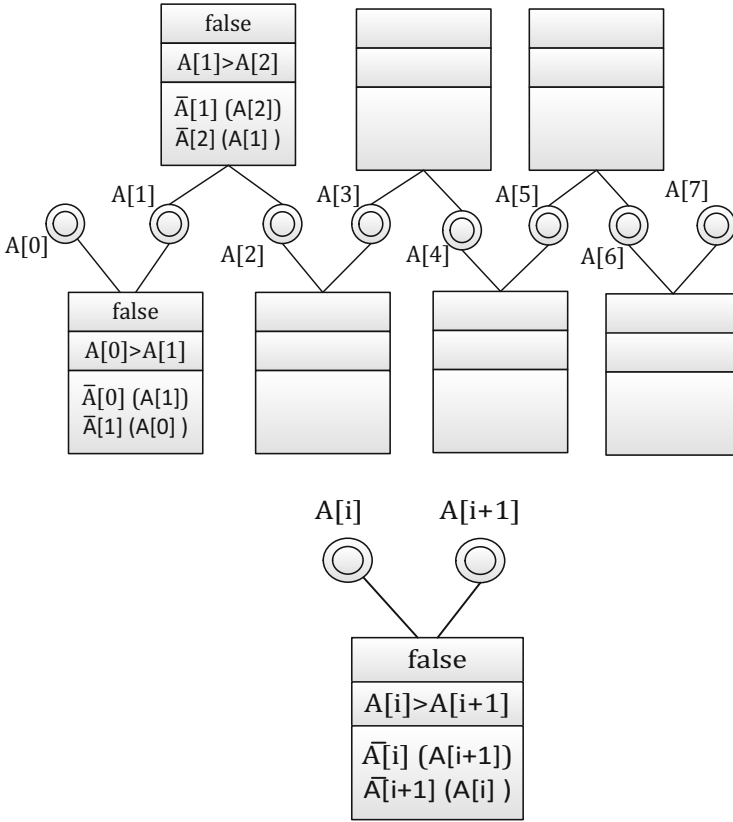 false
A[1]>A[2]
A̅[1] (A[2])
A̅[2] (A[1] )
A[0]
A[1]
A[2]
A[3]
A[4]
A[5]
A[6]
A[7]
false
A[0]>A[1]
A̅[0] (A[1])
A̅[1] (A[0] )
A[i]
A[i+1]
false
A[i]>A[i+1]
A̅[i] (A[i+1])
A̅[i+1] (A[i] )